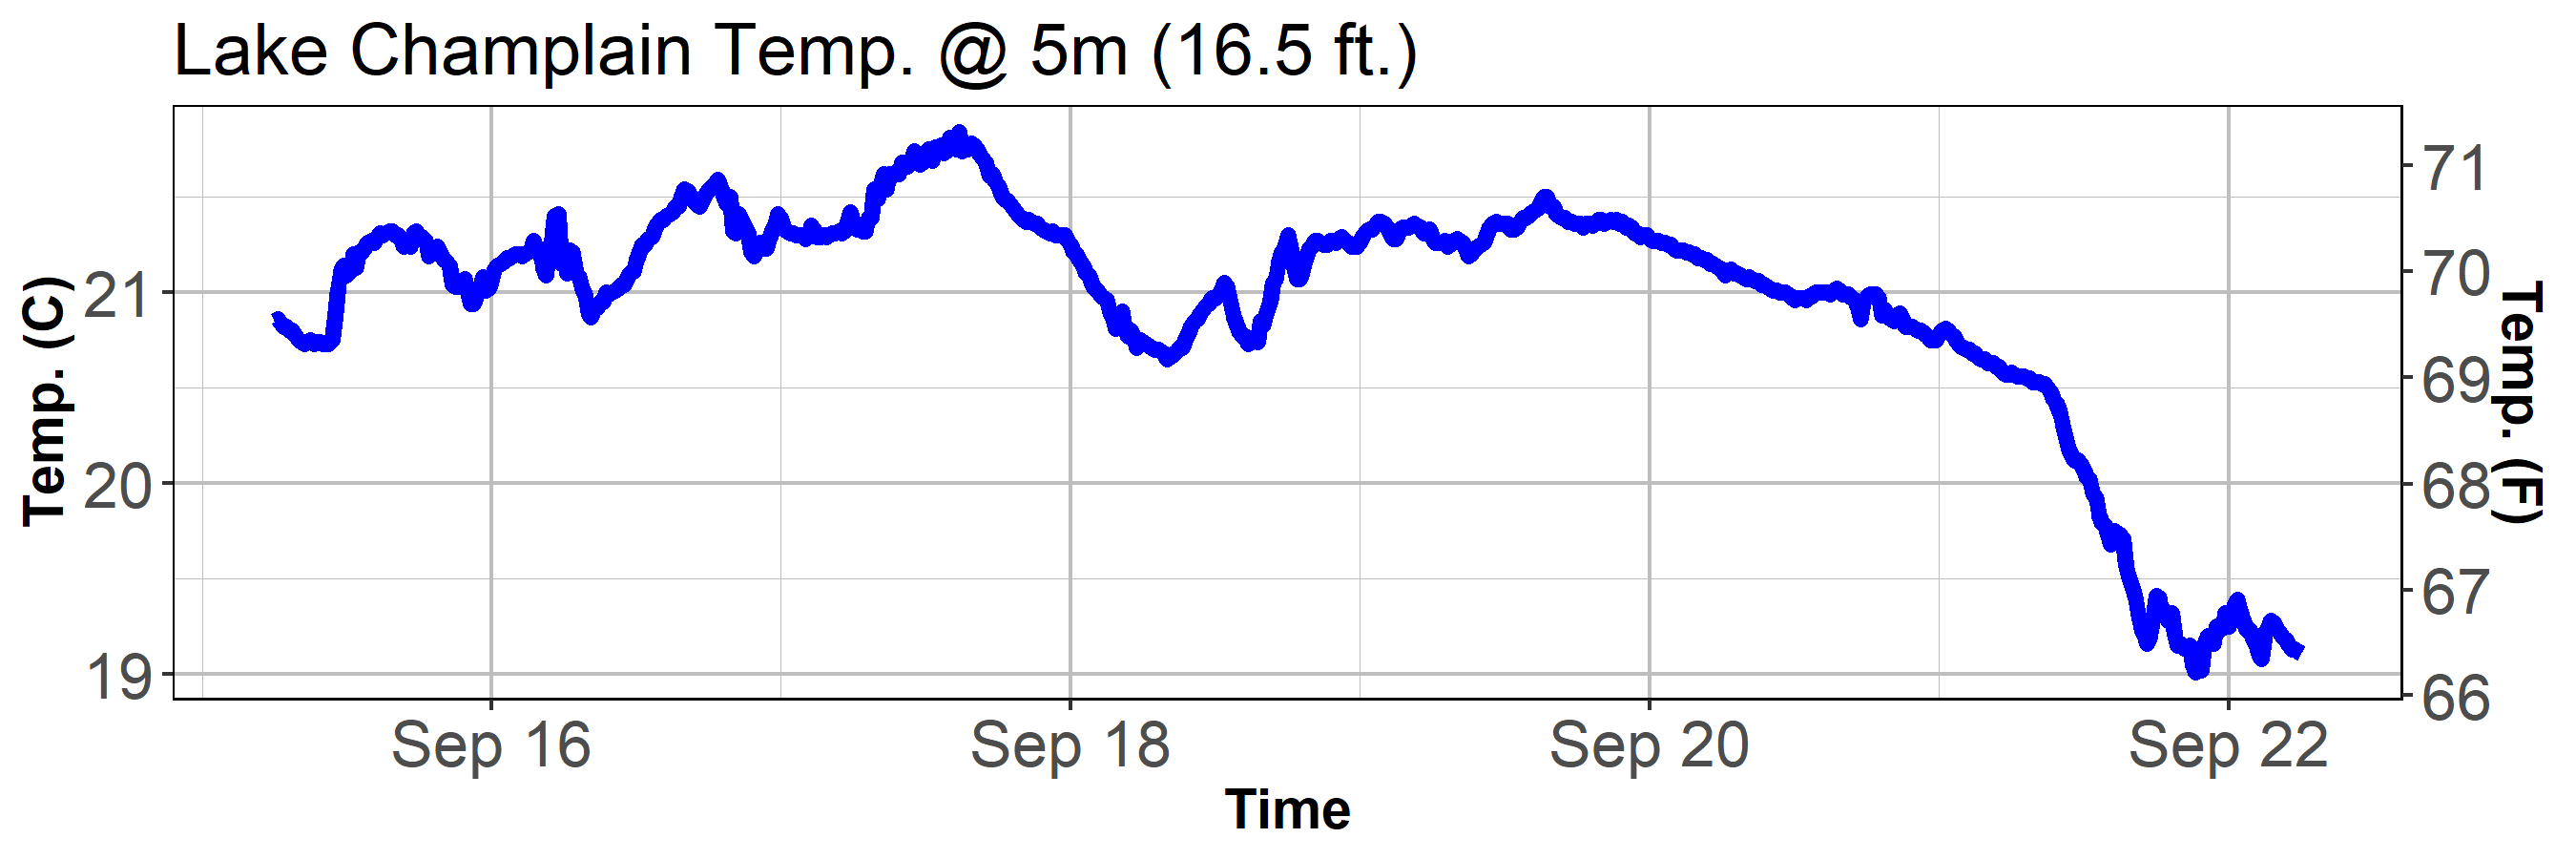 Lake Champlain Temp. @ 5m (16.5 ft.)
Temp. (C)
21
20
19
71
70
69
68
67
66
Temp. (F)
Sep 16 Sep 18 Sep 20 Sep 22
Time